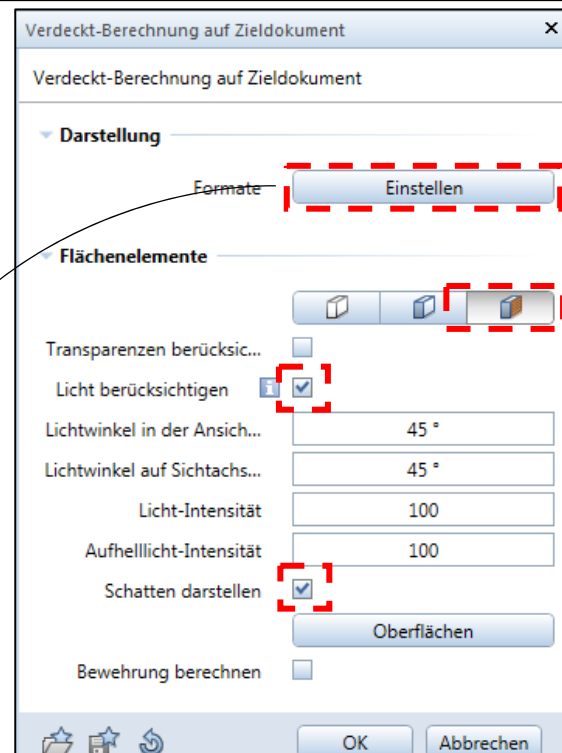 Verdeckt-Berechnung auf Zieldokument
Verdeckt-Berechnung auf Zieldokument
Darstellung
Formate Einstellen
Flächenelemente
Transparenzen berücksic...
Licht berücksichtigen
Lichtwinkel in der Ansich... 45 °
Lichtwinkel auf Sichtachs... 45 °
Licht-Intensität 100
Aufhelllicht-Intensität 100
Schatten darstellen
Oberflächen
Bewehrung berechnen
OK Abbrechen